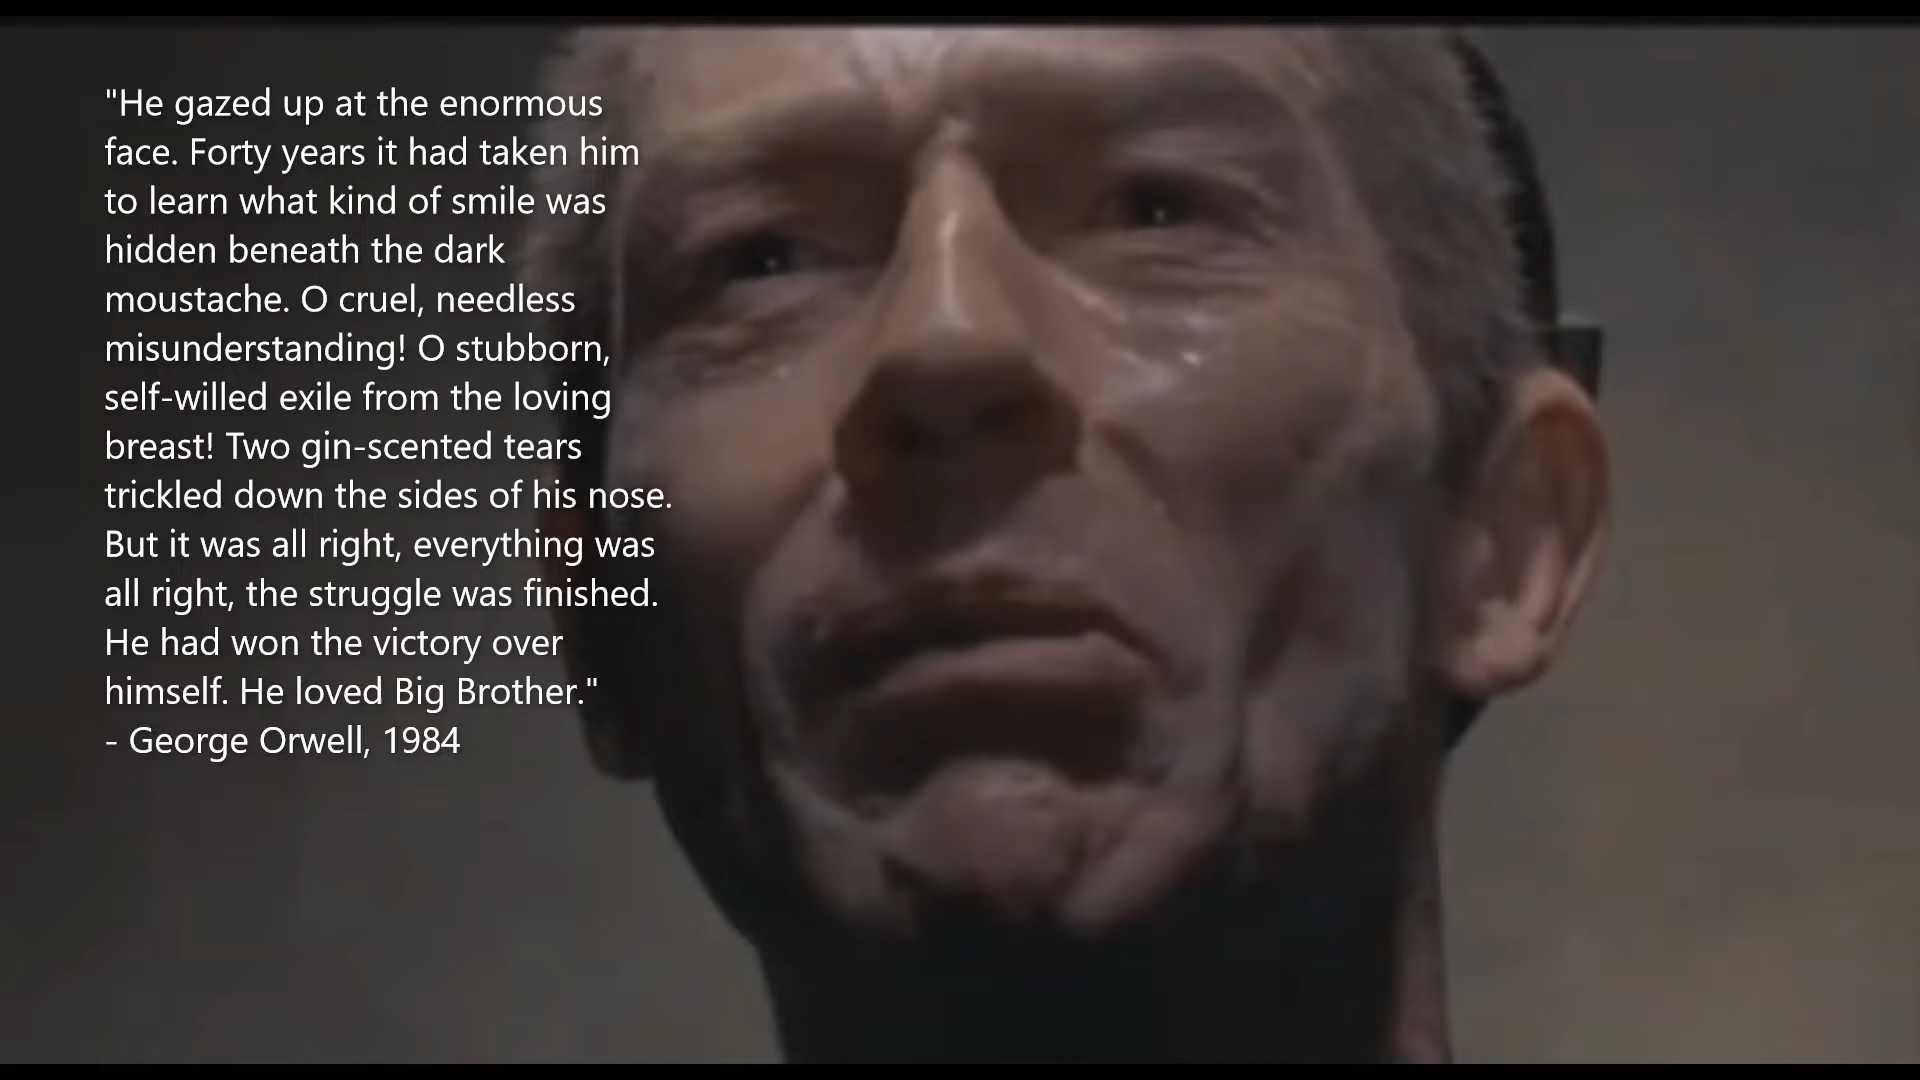 "He gazed up at the enormous
face. Forty years it had taken him
to learn what kind of smile was
hidden beneath the dark
moustache. O cruel, needless
misunderstanding! O stubborn,
self-willed exile from the loving
breast! Two gin-scented tears
trickled down the sides of his nose.
But it was all right, everything was
all right, the struggle was finished.
He had won the victory over
himself. He loved Big Brother."
- George Orwell, 1984